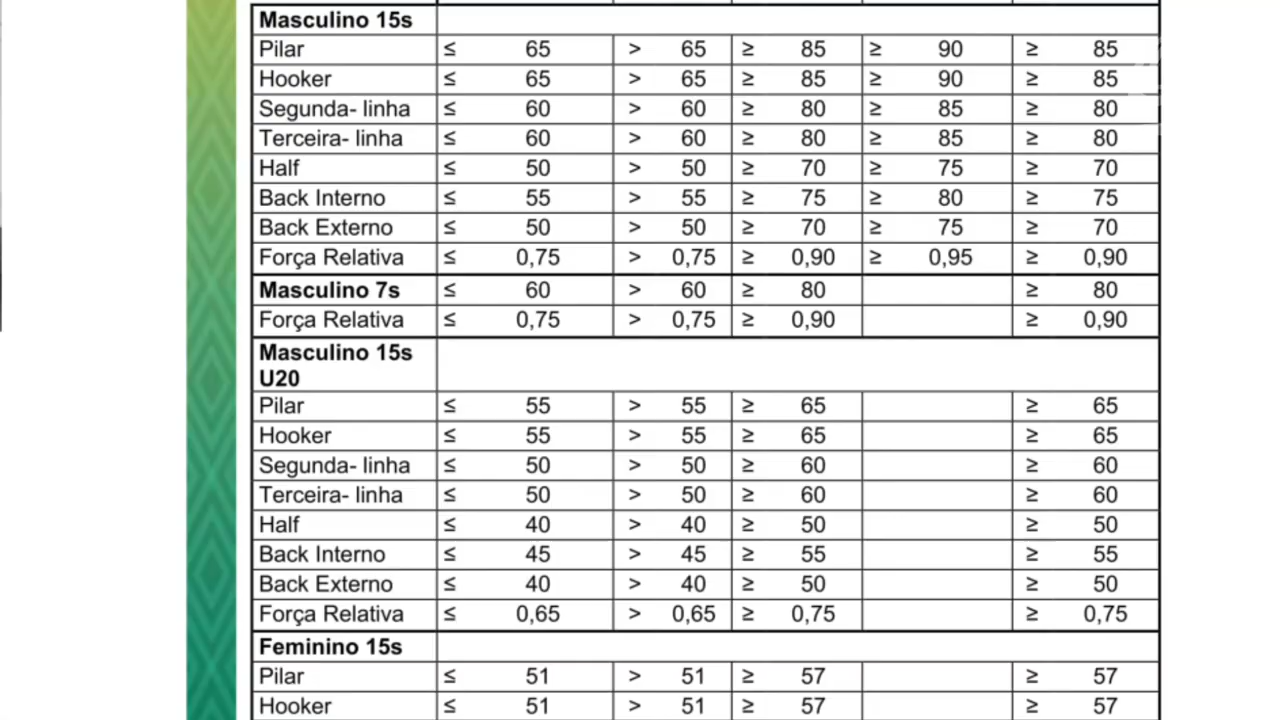 Masculino 15s
Pilar ≤ 65 > 65 ≥ 85 ≥ 90 ≥ 85
Hooker ≤ 65 > 65 ≥ 85 ≥ 90 ≥ 85
Segunda- linha ≤ 60 > 60 ≥ 80 ≥ 85 ≥ 80
Terceira- linha ≤ 60 > 60 ≥ 80 ≥ 85 ≥ 80
Half ≤ 50 > 50 ≥ 70 ≥ 75 ≥ 70
Back Interno ≤ 55 > 55 ≥ 75 ≥ 80 ≥ 75
Back Externo ≤ 50 > 50 ≥ 70 ≥ 75 ≥ 70
Força Relativa ≤ 0,75 > 0,75 ≥ 0,90 ≥ 0,95 ≥ 0,90
Masculino 7s ≤ 60 > 60 ≥ 80 ≥ 80
Força Relativa ≤ 0,75 > 0,75 ≥ 0,90 ≥ 0,90
Masculino 15s
U20
Pilar ≤ 55 > 55 ≥ 65 ≥ 65
Hooker ≤ 55 > 55 ≥ 65 ≥ 65
Segunda- linha ≤ 50 > 50 ≥ 60 ≥ 60
Terceira- linha ≤ 50 > 50 ≥ 60 ≥ 60
Half ≤ 40 > 40 ≥ 50 ≥ 50
Back Interno ≤ 45 > 45 ≥ 55 ≥ 55
Back Externo ≤ 40 > 40 ≥ 50 ≥ 50
Força Relativa ≤ 0,65 > 0,65 ≥ 0,75 ≥ 0,75
Feminino 15s
Pilar ≤ 51 > 51 ≥ 57 ≥ 57
Hooker ≤ 51 > 51 ≥ 57 ≥ 57